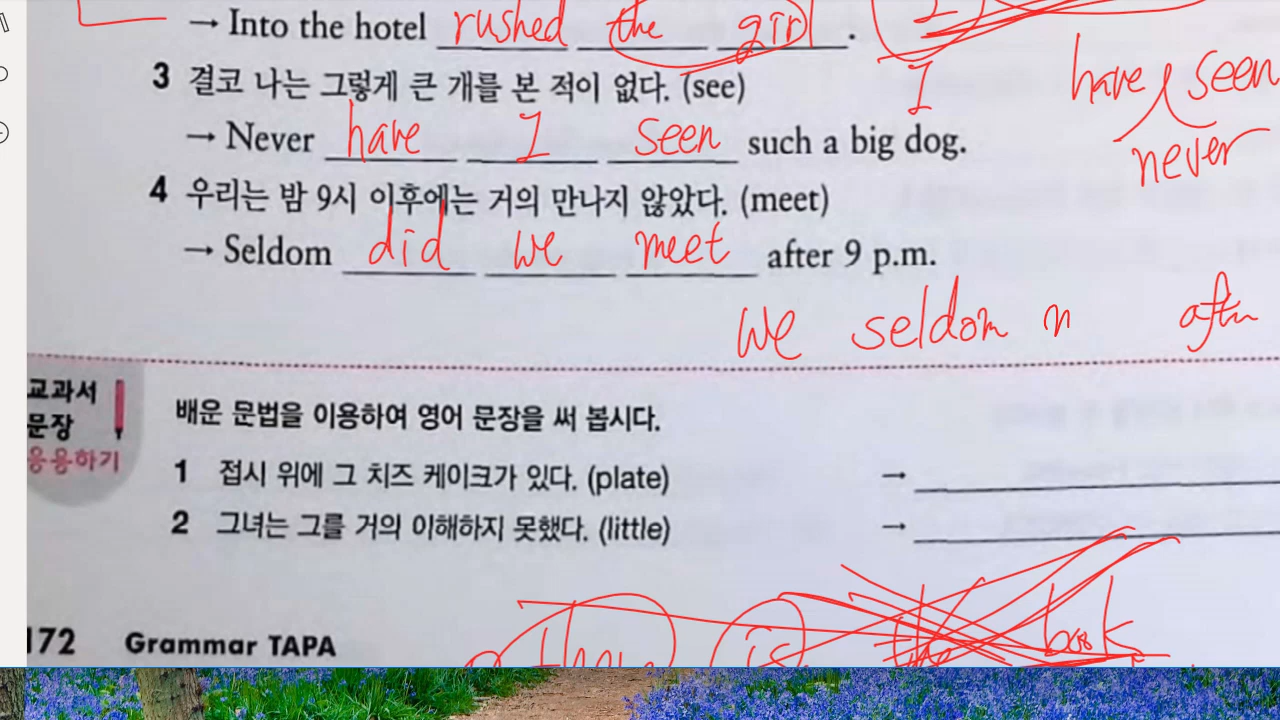 → Into the hotel rushed the girl.
3 결코 나는 그렇게 큰 개를 본 적이 없다. (see)
I have seen
→ Never have I seen such a big dog.
never
4 우리는 밤 9시 이후에는 거의 만나지 않았다. (meet)
→ Seldom did we meet after 9 p.m.
we seldom m
교과서
문장
응용하기
배운 문법을 이용하여 영어 문장을 써 봅시다.
1 접시 위에 그 치즈 케이크가 있다. (plate) →
2 그녀는 그를 거의 이해하지 못했다. (little) →
is book
172 Grammar TAPA